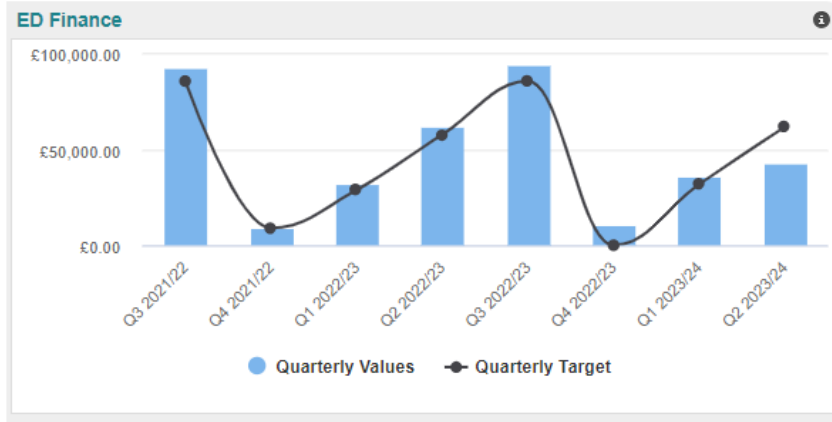 ED Finance
£100,000.00
£50,000.00
£0.00
Q3 2021/22
Q4 2021/22
Q1 2022/23
Q2 2022/23
Q3 2022/23
Q4 2022/23
Q1 2023/24
Q2 2023/24
Quarterly Values
Quarterly Target